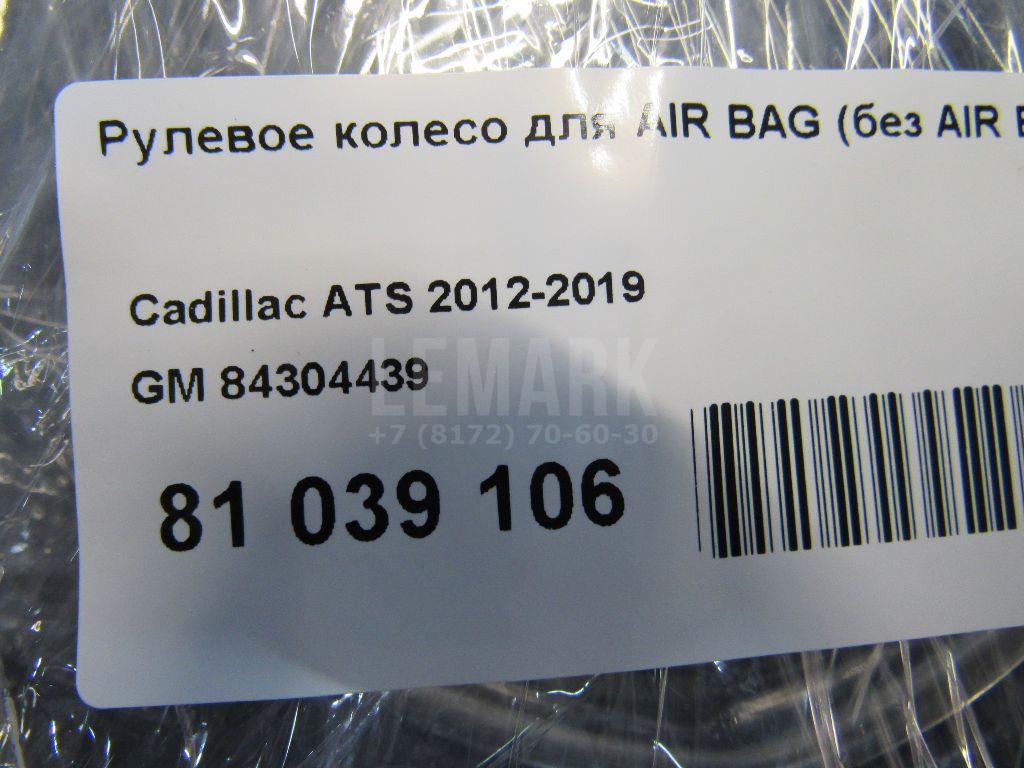 Рулевое колесо для AIR BAG (без AIR
Cadillac ATS 2012-2019
GM 84304439
LEMARK
+7 (8172) 70-60-30
81 039 106